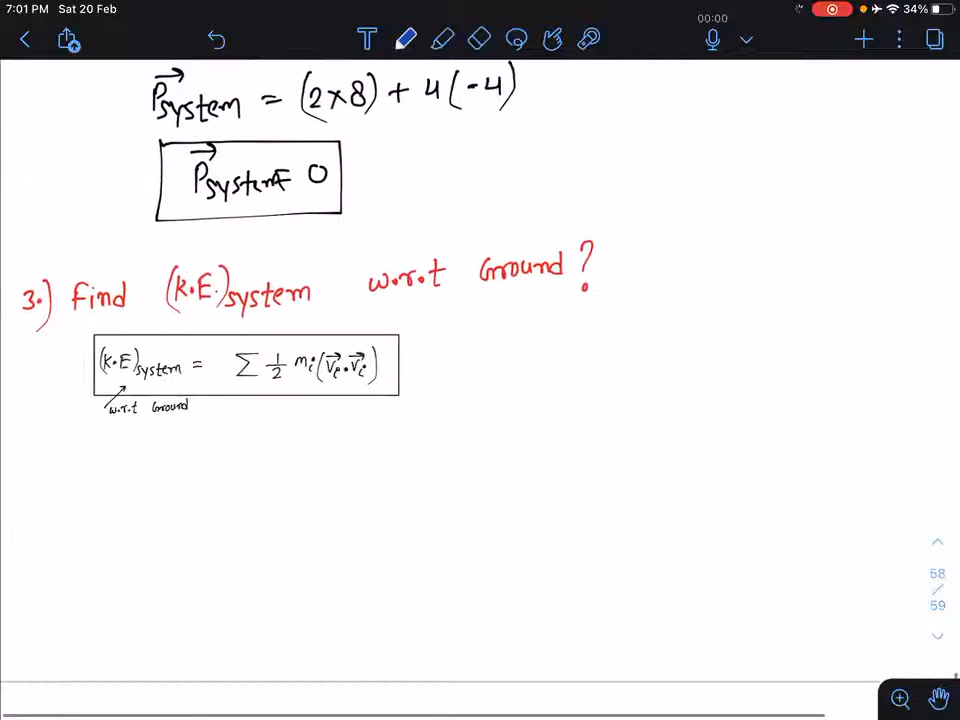 7:01 PM Sat 20 Feb
34%
00:00
T
P⃗system = (2×8) + 4(-4)
P⃗system = 0
3.) Find (K.E.)system w.r.t Ground?
(K.E)system = ∑ 1/2 mi(v⃗i.v⃗i)
w.r.t Ground
58
/
59